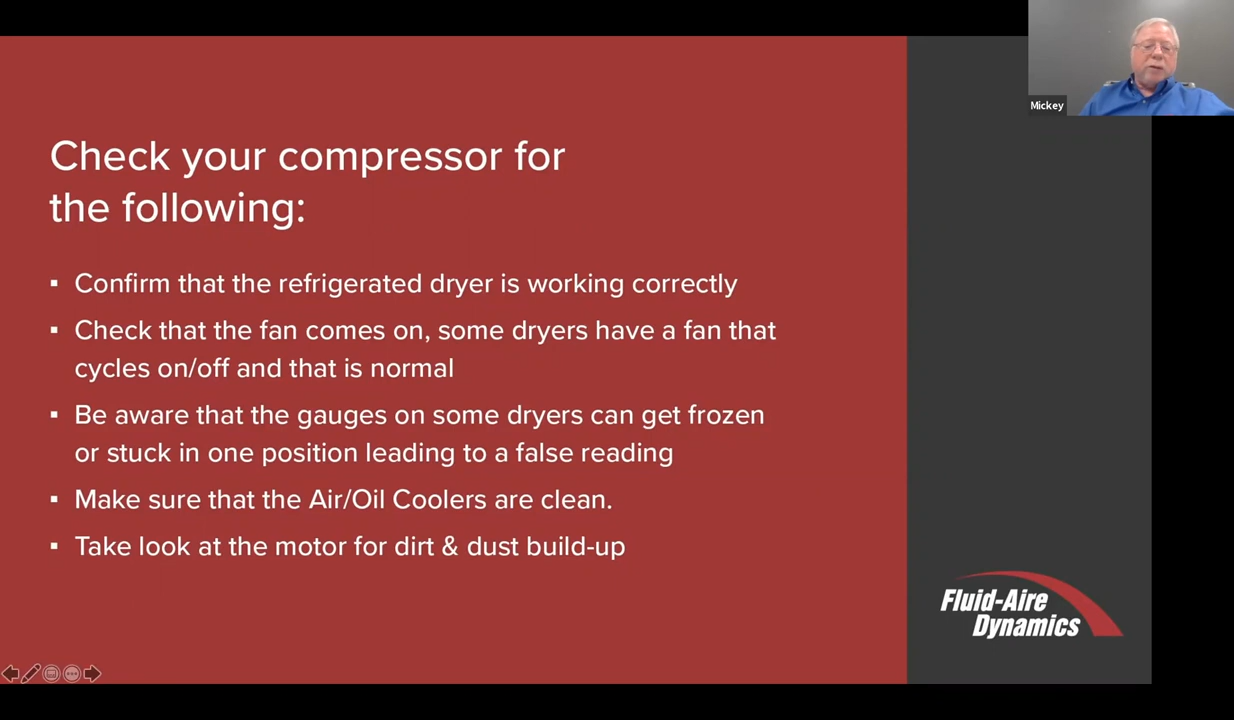 Mickey
Check your compressor for
the following:
▪ Confirm that the refrigerated dryer is working correctly
▪ Check that the fan comes on, some dryers have a fan that
cycles on/off and that is normal
▪ Be aware that the gauges on some dryers can get frozen
or stuck in one position leading to a false reading
▪ Make sure that the Air/Oil Coolers are clean.
▪ Take look at the motor for dirt & dust build-up
Fluid-Aire
Dynamics